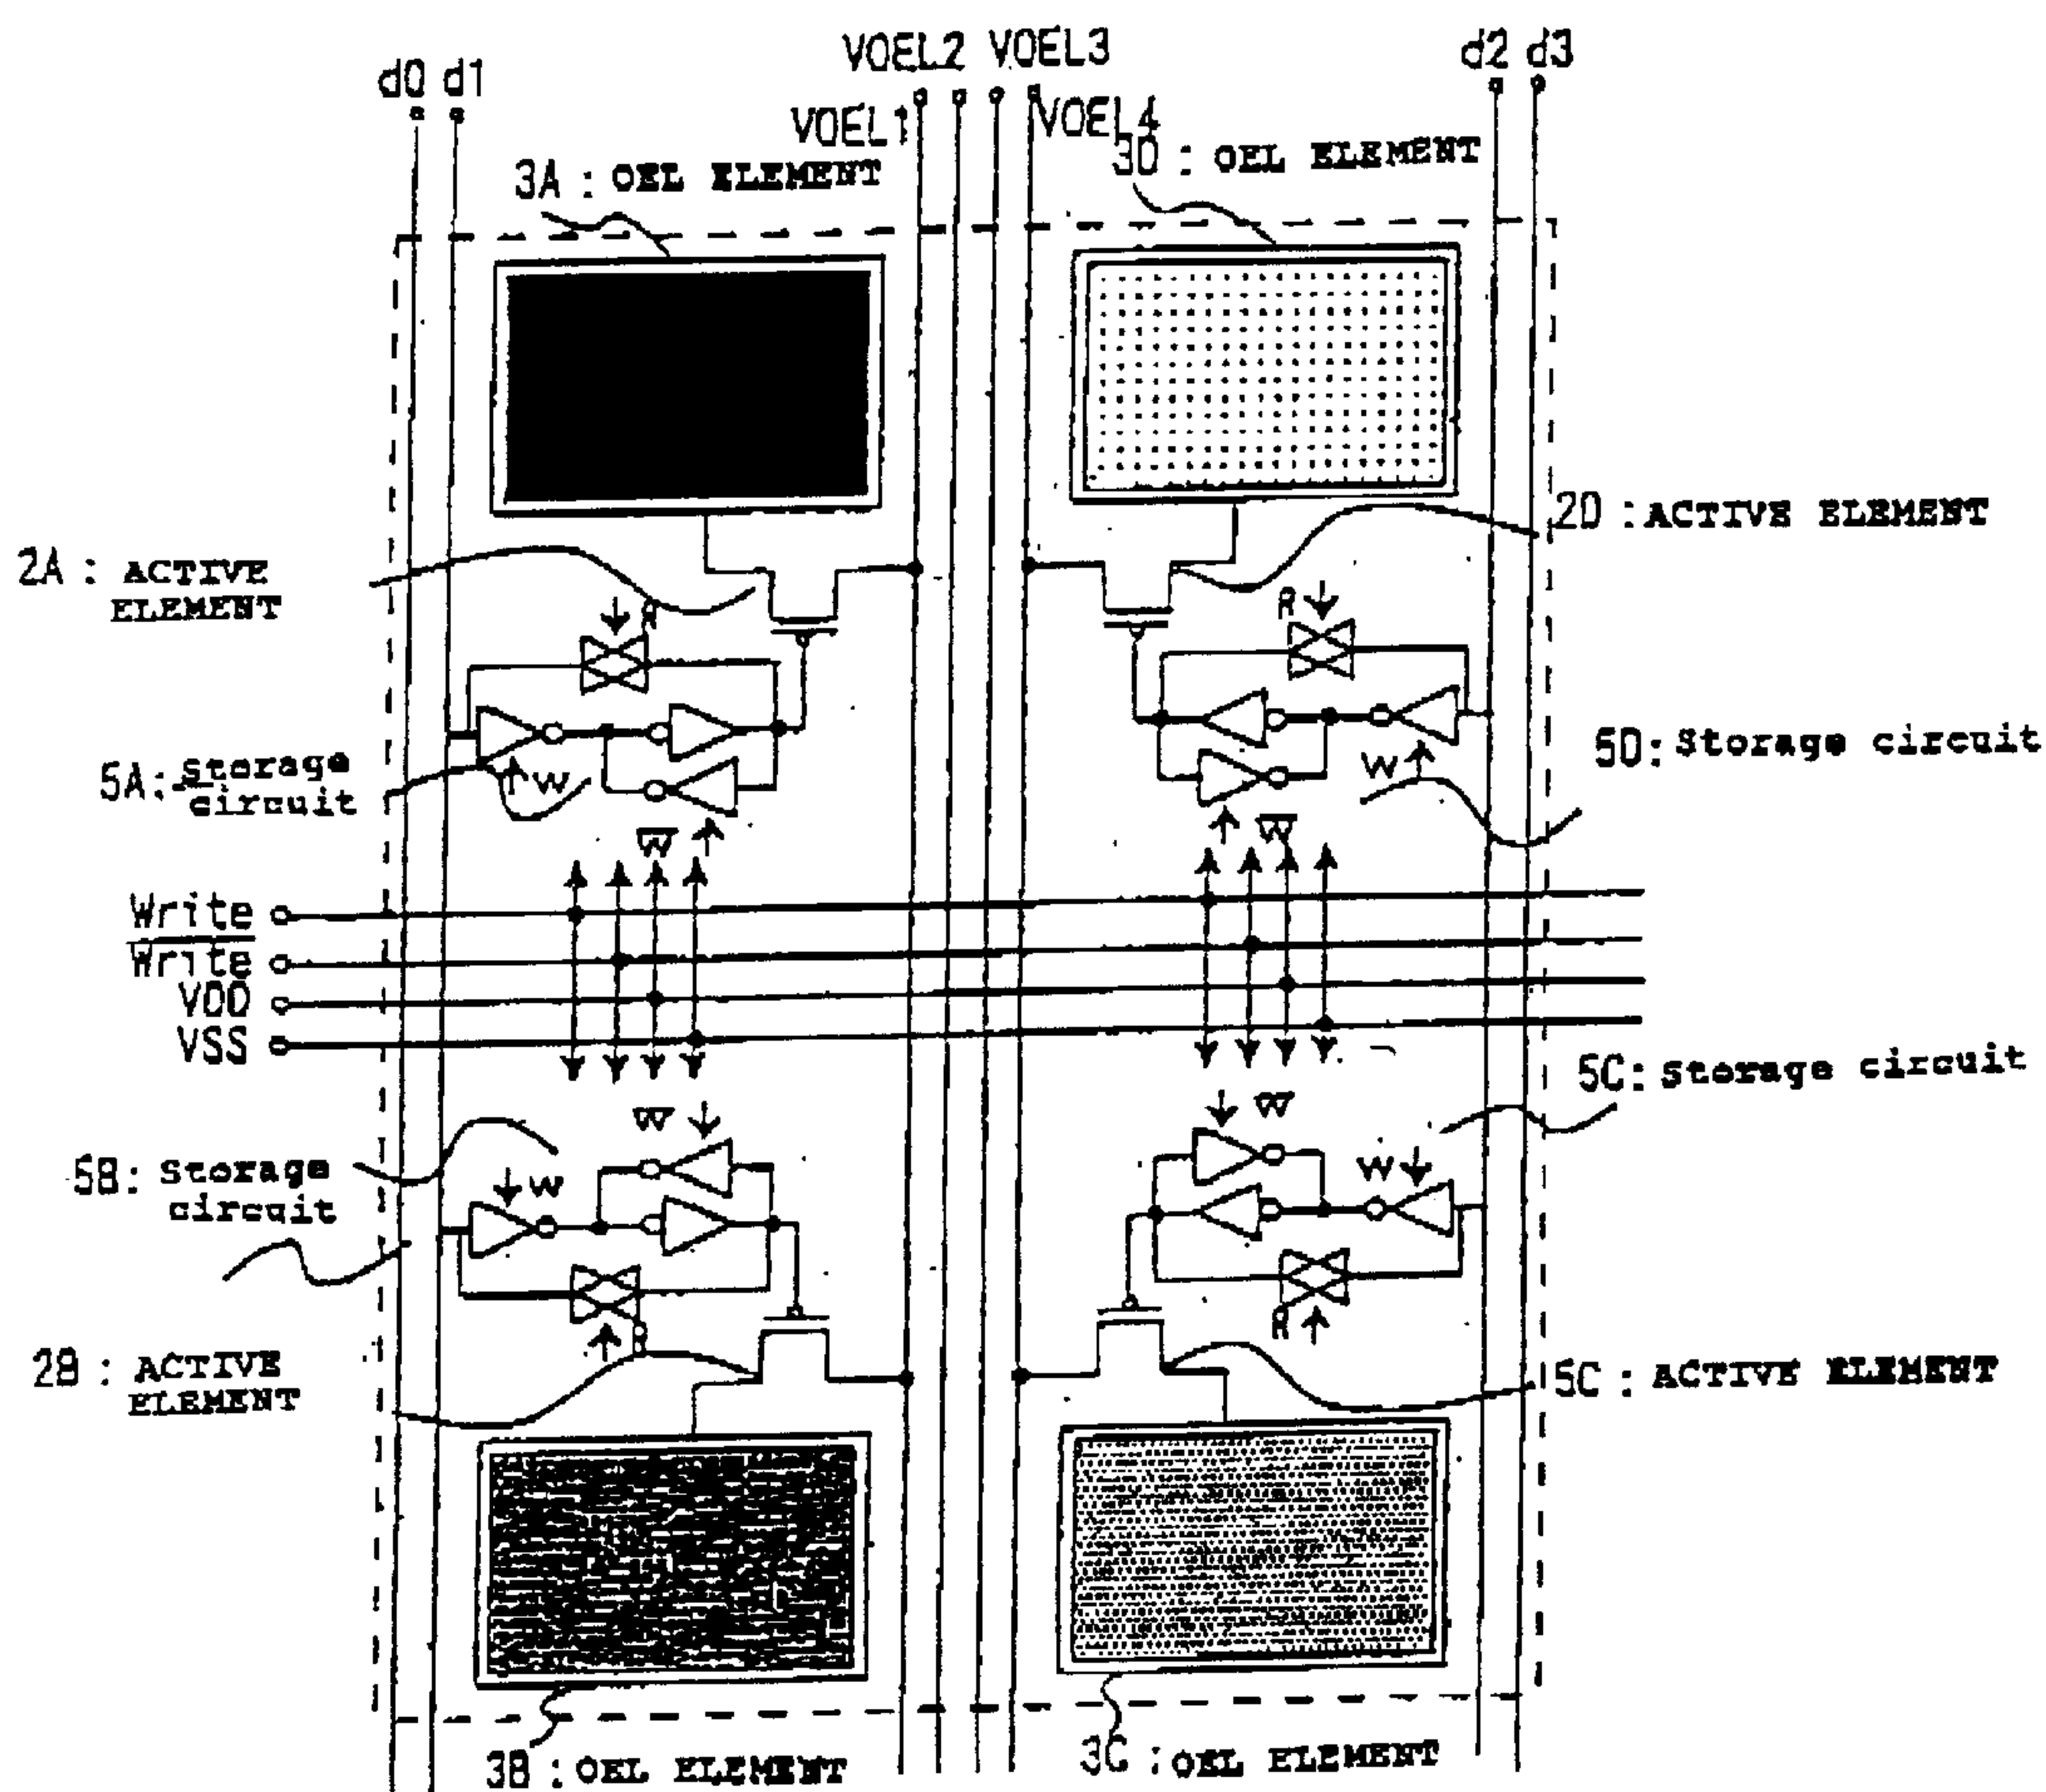 d0 d1
VOEL2 VOEL3
d2 d3
VOEL1
VOEL4
3A : OEL ELEMENT
3D : OEL ELEMENT
2A : ACTIVE
ELEMENT
2D : ACTIVE ELEMENT
R
R
5A: Storage
circuit
W
W̅
5D: Storage circuit
W
W̅
Write
W̅r̅i̅t̅e̅
VDD
VSS
5C: Storage circuit
W̅
W̅
W
W
5B: Storage
circuit
R
R
2B : ACTIVE
ELEMENT
5C : ACTIVE ELEMENT
3B : OEL ELEMENT
3C : OEL ELEMENT